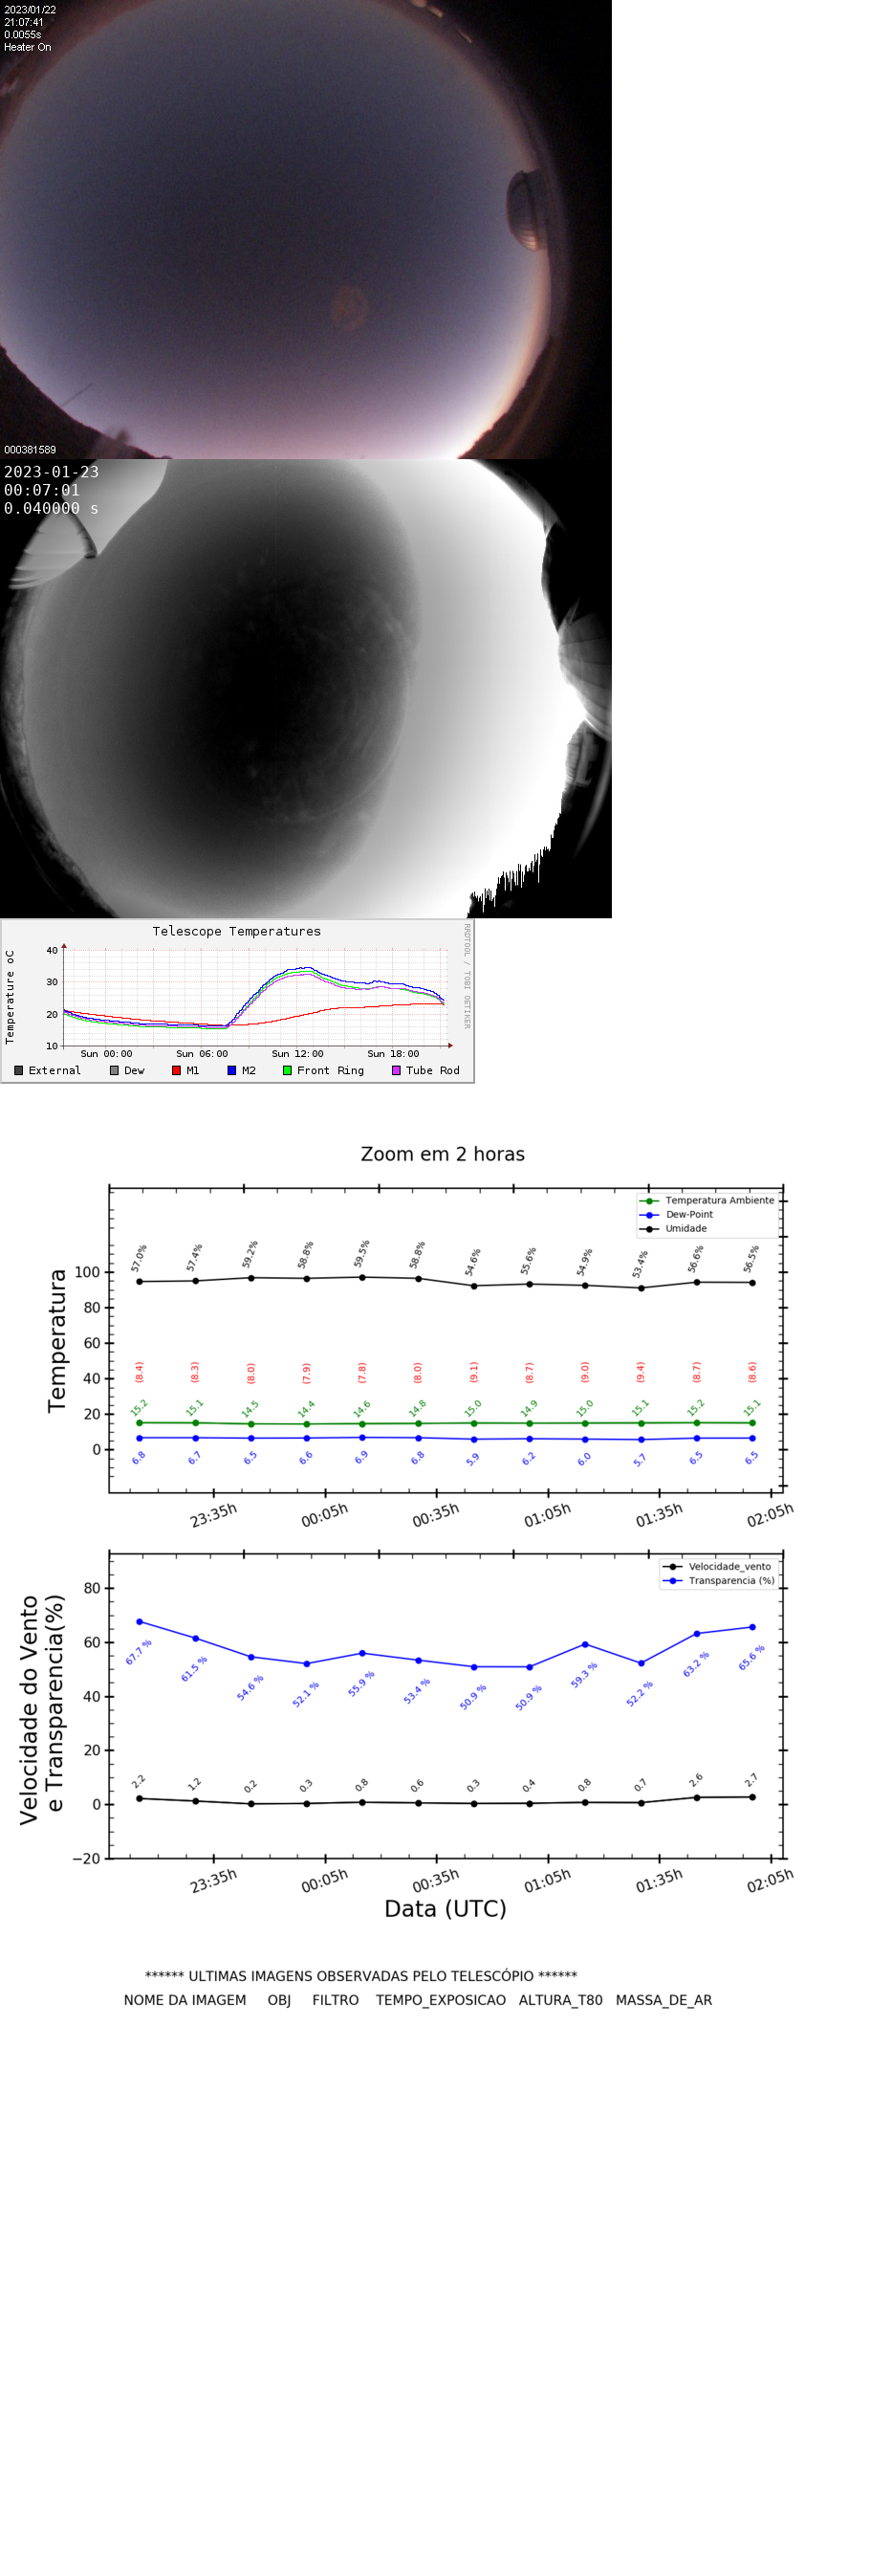 2023/01/22
21:07:41
0.0055s
Heater On
000381589
2023-01-23
00:07:01
0.040000 s
Telescope Temperatures
RRDTOOL / TOBI OETIKER
Temperature oC
40
30
20
10
Sun 00:00 Sun 06:00 Sun 12:00 Sun 18:00
External Dew M1 M2 Front Ring Tube Rod
Zoom em 2 horas
Temperatura Ambiente
Dew-Point
Umidade
Temperatura
100
80
60
40
20
0
57.0% 57.4% 59.2% 58.8% 59.5% 58.8% 54.6% 55.6% 54.9% 53.4% 56.6% 56.5%
(8.4) (8.3) (8.0) (7.9) (7.8) (8.0) (9.1) (8.7) (9.0) (9.4) (8.7) (8.6)
15.2 15.1 14.5 14.4 14.6 14.8 15.0 14.9 15.0 15.1 15.2 15.1
6.8 6.7 6.5 6.6 6.9 6.8 5.9 6.2 6.0 5.7 6.5 6.5
23:35h 00:05h 00:35h 01:05h 01:35h 02:05h
Velocidade_vento
Transparencia (%)
Velocidade do Vento
e Transparencia(%)
80
60
40
20
0
−20
67.7 % 61.5 % 54.6 % 52.1 % 55.9 % 53.4 % 50.9 % 50.9 % 59.3 % 52.2 % 63.2 % 65.6 %
2.2 1.2 0.2 0.3 0.8 0.6 0.3 0.4 0.8 0.7 2.6 2.7
23:35h 00:05h 00:35h 01:05h 01:35h 02:05h
Data (UTC)
****** ULTIMAS IMAGENS OBSERVADAS PELO TELESCÓPIO ******
NOME DA IMAGEM OBJ FILTRO TEMPO_EXPOSICAO ALTURA_T80 MASSA_DE_AR